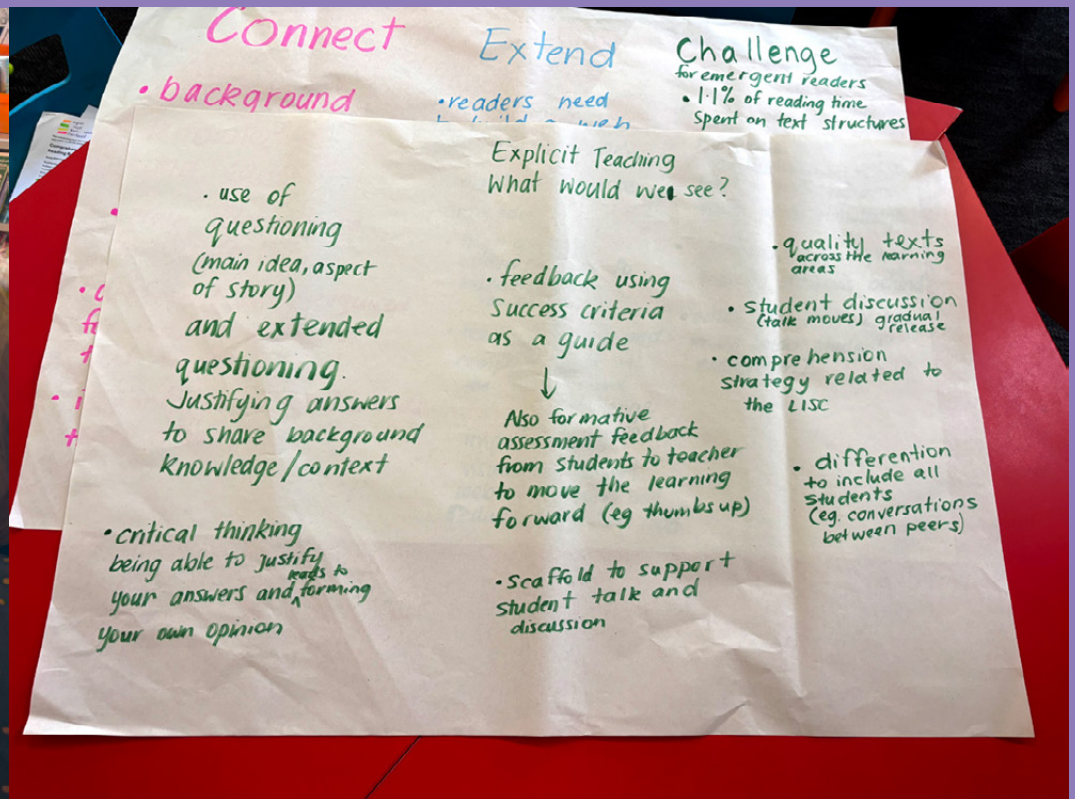 Connect
• background
Extend
• readers need
Challenge
for emergent readers
• 1.1% of reading time
Spent on text structures
Explicit Teaching
What would we see?
• use of
questioning
(main idea, aspect
of story)
and extended
questioning.
Justifying answers
to share background
knowledge/context
• critical thinking
being able to justify
your answers and leads to forming
your own opinion
• feedback using
Success criteria
as a guide
↓
Also formative
assessment feedback
from students to teacher
to move the learning
forward (eg thumbs up)
• scaffold to support
student talk and
discussion
• quality texts
across the learning
areas
• student discussion
(talk moves) gradual
release
• comprehension
strategy related to
the LISC
• differention
to include all
students
(eg. conversations
between peers)